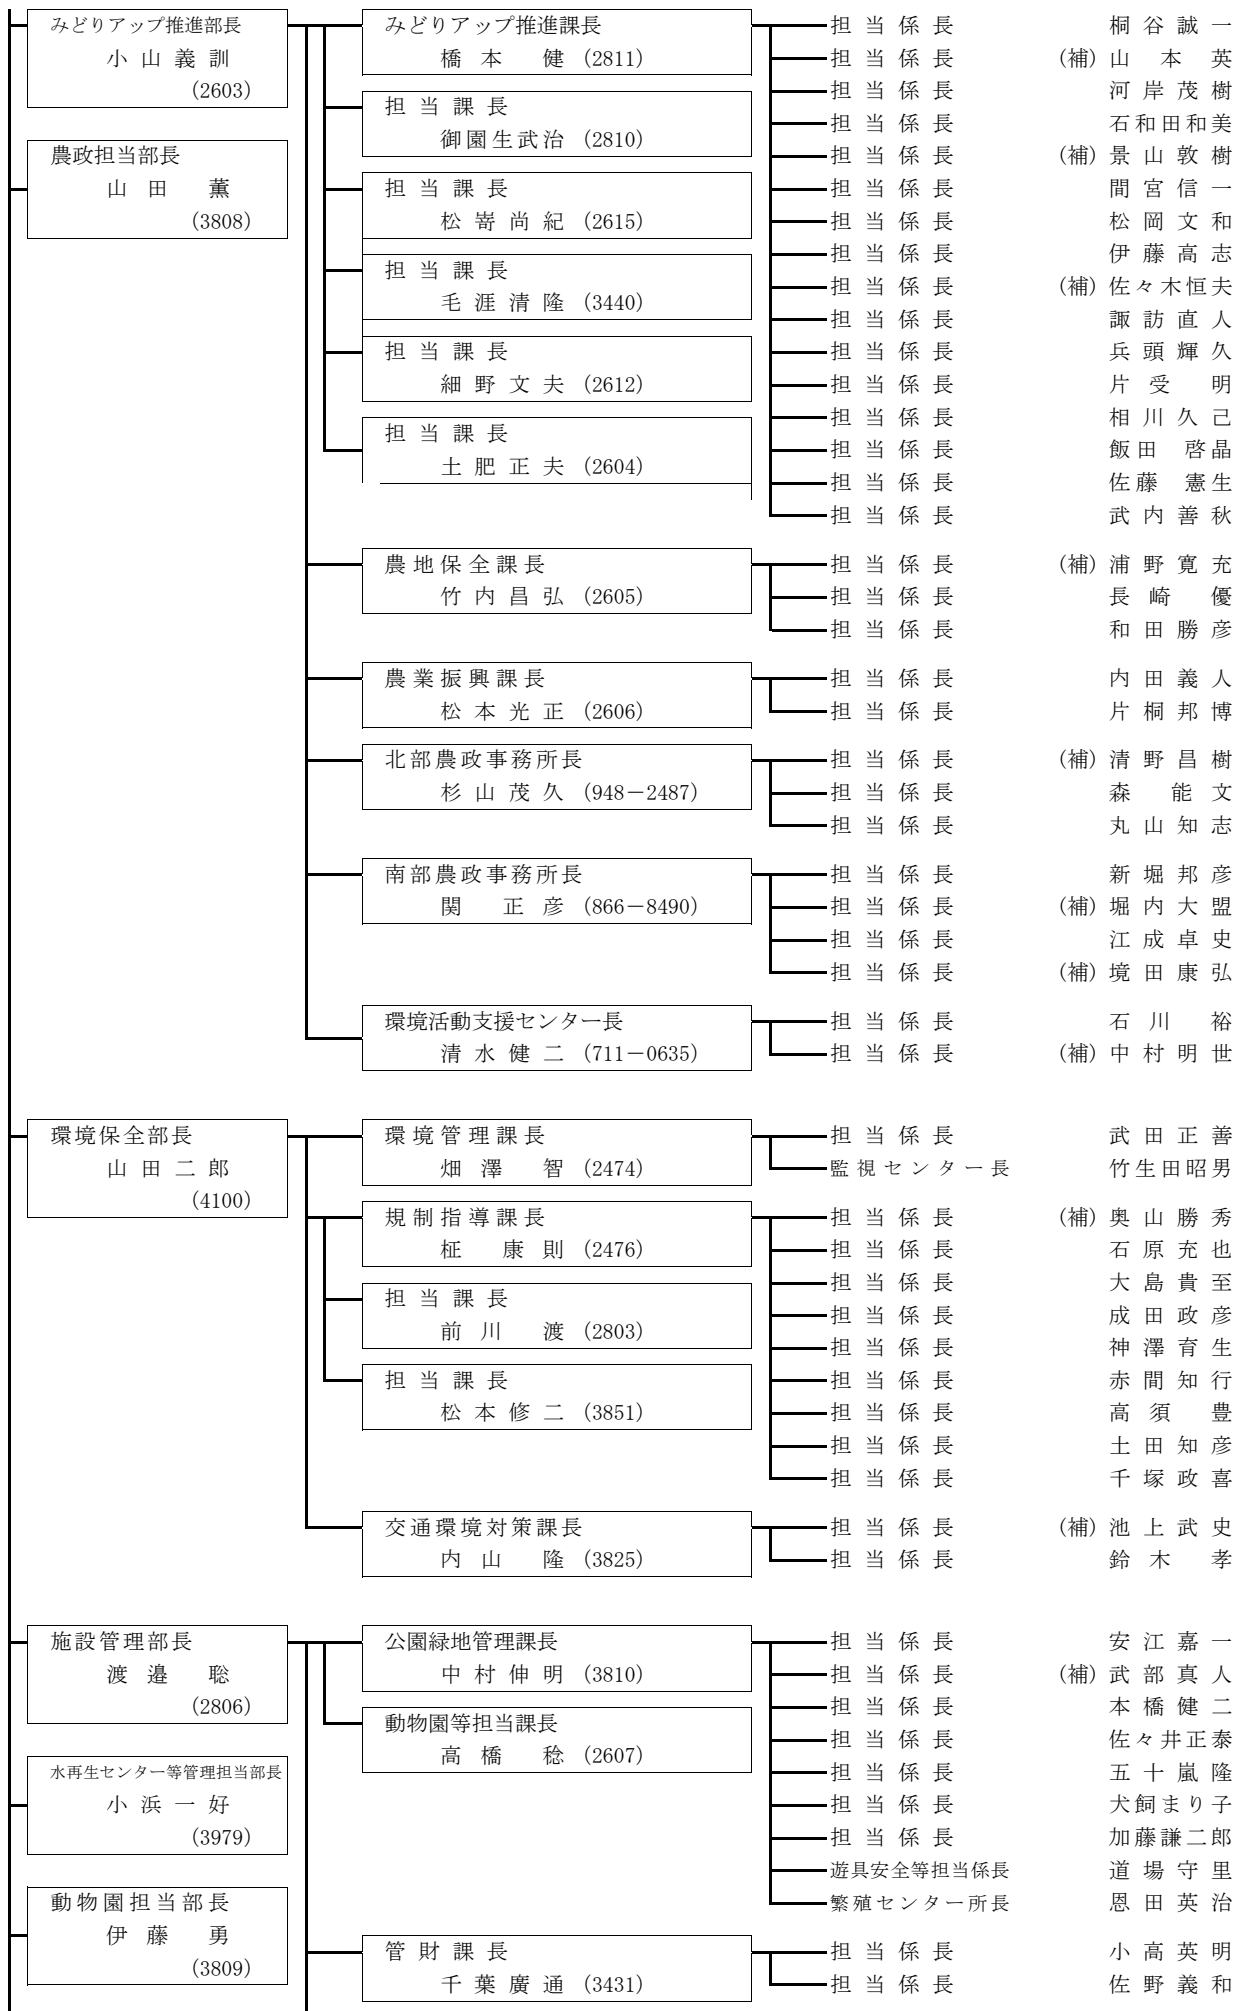 みどりアップ推進部長
小山義訓
(2603)
農政担当部長
山田　薫
(3808)
みどりアップ推進課長
橋本　健 (2811)
担当課長
御園生武治 (2810)
担当課長
松嵜尚紀 (2615)
担当課長
毛涯清隆 (3440)
担当課長
細野文夫 (2612)
担当課長
土肥正夫 (2604)
担当係長　桐谷誠一
担当係長　(補) 山本　英
担当係長　河岸茂樹
担当係長　石和田和美
担当係長　(補) 景山敦樹
担当係長　間宮信一
担当係長　松岡文和
担当係長　伊藤高志
担当係長　(補) 佐々木恒夫
担当係長　諏訪直人
担当係長　兵頭輝久
担当係長　片受　明
担当係長　相川久己
担当係長　飯田　啓晶
担当係長　佐藤　憲生
担当係長　武内善秋
農地保全課長
竹内昌弘 (2605)
担当係長　(補) 浦野寛充
担当係長　長崎　優
担当係長　和田勝彦
農業振興課長
松本光正 (2606)
担当係長　内田義人
担当係長　片桐邦博
北部農政事務所長
杉山茂久 (948－2487)
担当係長　(補) 清野昌樹
担当係長　森　能文
担当係長　丸山知志
南部農政事務所長
関　正彦 (866－8490)
担当係長　新堀邦彦
担当係長　(補) 堀内大盟
担当係長　江成卓史
担当係長　(補) 境田康弘
環境活動支援センター長
清水健二 (711－0635)
担当係長　石川　裕
担当係長　(補) 中村明世
環境保全部長
山田二郎
(4100)
環境管理課長
畑澤　智 (2474)
担当係長　武田正善
監視センター長　竹生田昭男
規制指導課長
柾　康則 (2476)
担当課長
前川　渡 (2803)
担当課長
松本修二 (3851)
担当係長　(補) 奥山勝秀
担当係長　石原充也
担当係長　大島貴至
担当係長　成田政彦
担当係長　神澤育生
担当係長　赤間知行
担当係長　高須　豊
担当係長　土田知彦
担当係長　千塚政喜
交通環境対策課長
内山　隆 (3825)
担当係長　(補) 池上武史
担当係長　鈴木　孝
施設管理部長
渡邉　聡
(2806)
水再生センター等管理担当部長
小浜一好
(3979)
動物園担当部長
伊藤　勇
(3809)
公園緑地管理課長
中村伸明 (3810)
動物園等担当課長
高橋　稔 (2607)
担当係長　安江嘉一
担当係長　(補) 武部真人
担当係長　本橋健二
担当係長　佐々井正泰
担当係長　五十嵐隆
担当係長　犬飼まり子
担当係長　加藤謙二郎
遊具安全等担当係長　道場守里
繁殖センター所長　恩田英治
管財課長
千葉廣通 (3431)
担当係長　小高英明
担当係長　佐野義和